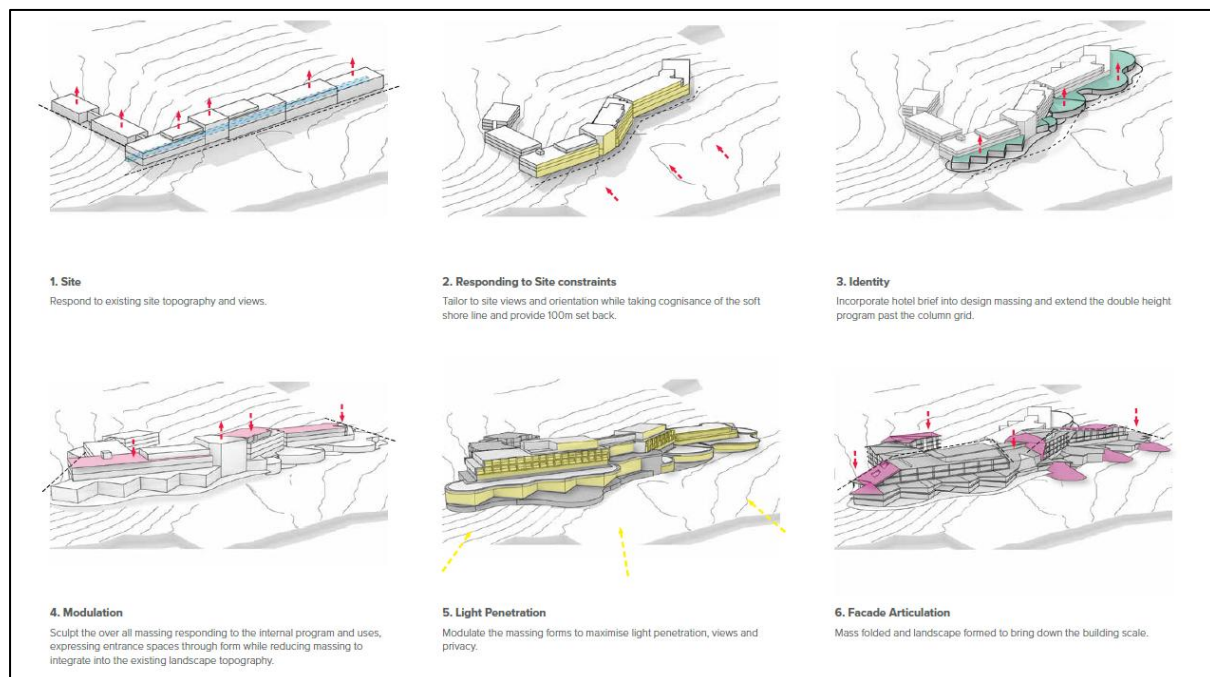 1. Site
Respond to existing site topography and views.
2. Responding to Site constraints
Tailor to site views and orientation while taking cognisance of the soft
shore line and provide 100m set back.
3. Identity
Incorporate hotel brief into design massing and extend the double height
program past the column grid.
4. Modulation
Sculpt the over all massing responding to the internal program and uses,
expressing entrance spaces through form while reducing massing to
integrate into the existing landscape topography.
5. Light Penetration
Modulate the massing forms to maximise light penetration, views and
privacy.
6. Facade Articulation
Mass folded and landscape formed to bring down the building scale.